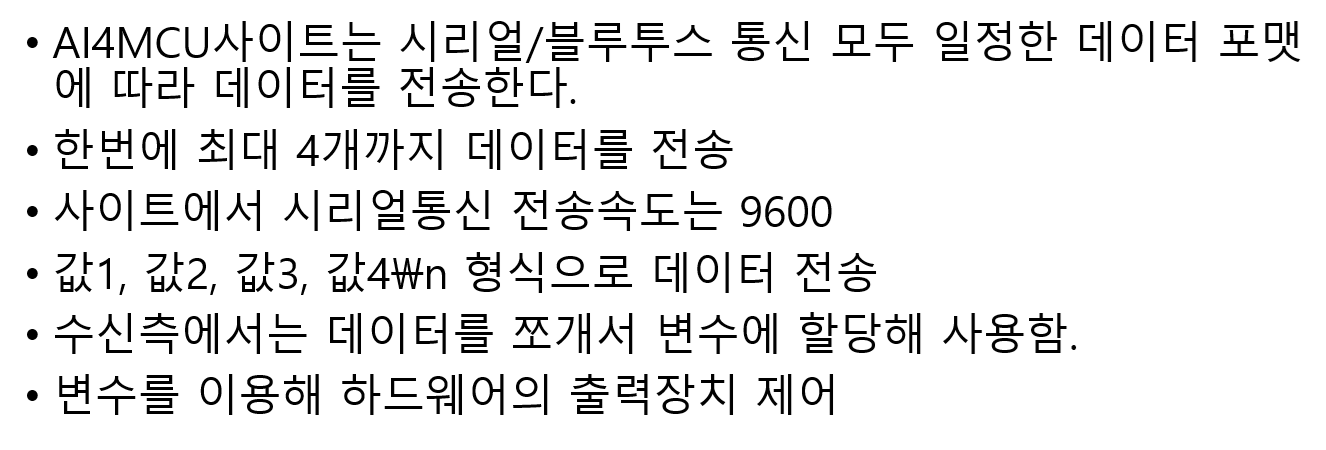 • AI4MCU사이트는 시리얼/블루투스 통신 모두 일정한 데이터 포맷
에 따라 데이터를 전송한다.
• 한번에 최대 4개까지 데이터를 전송
• 사이트에서 시리얼통신 전송속도는 9600
• 값1, 값2, 값3, 값4₩n 형식으로 데이터 전송
• 수신측에서는 데이터를 쪼개서 변수에 할당해 사용함.
• 변수를 이용해 하드웨어의 출력장치 제어